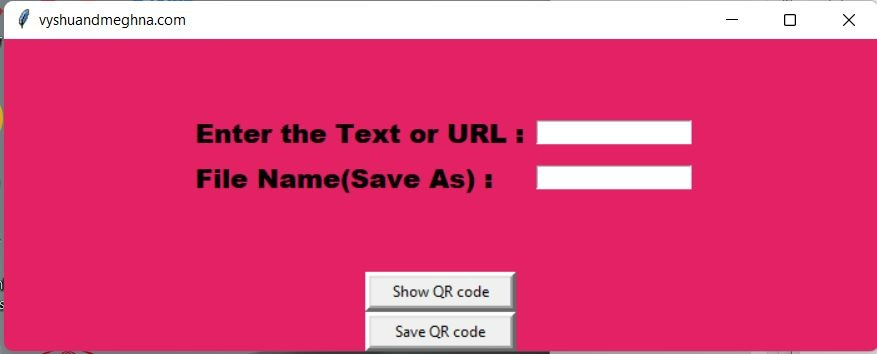 vyshuandmeghna.com
Enter the Text or URL :
File Name(Save As) :
Show QR code
Save QR code